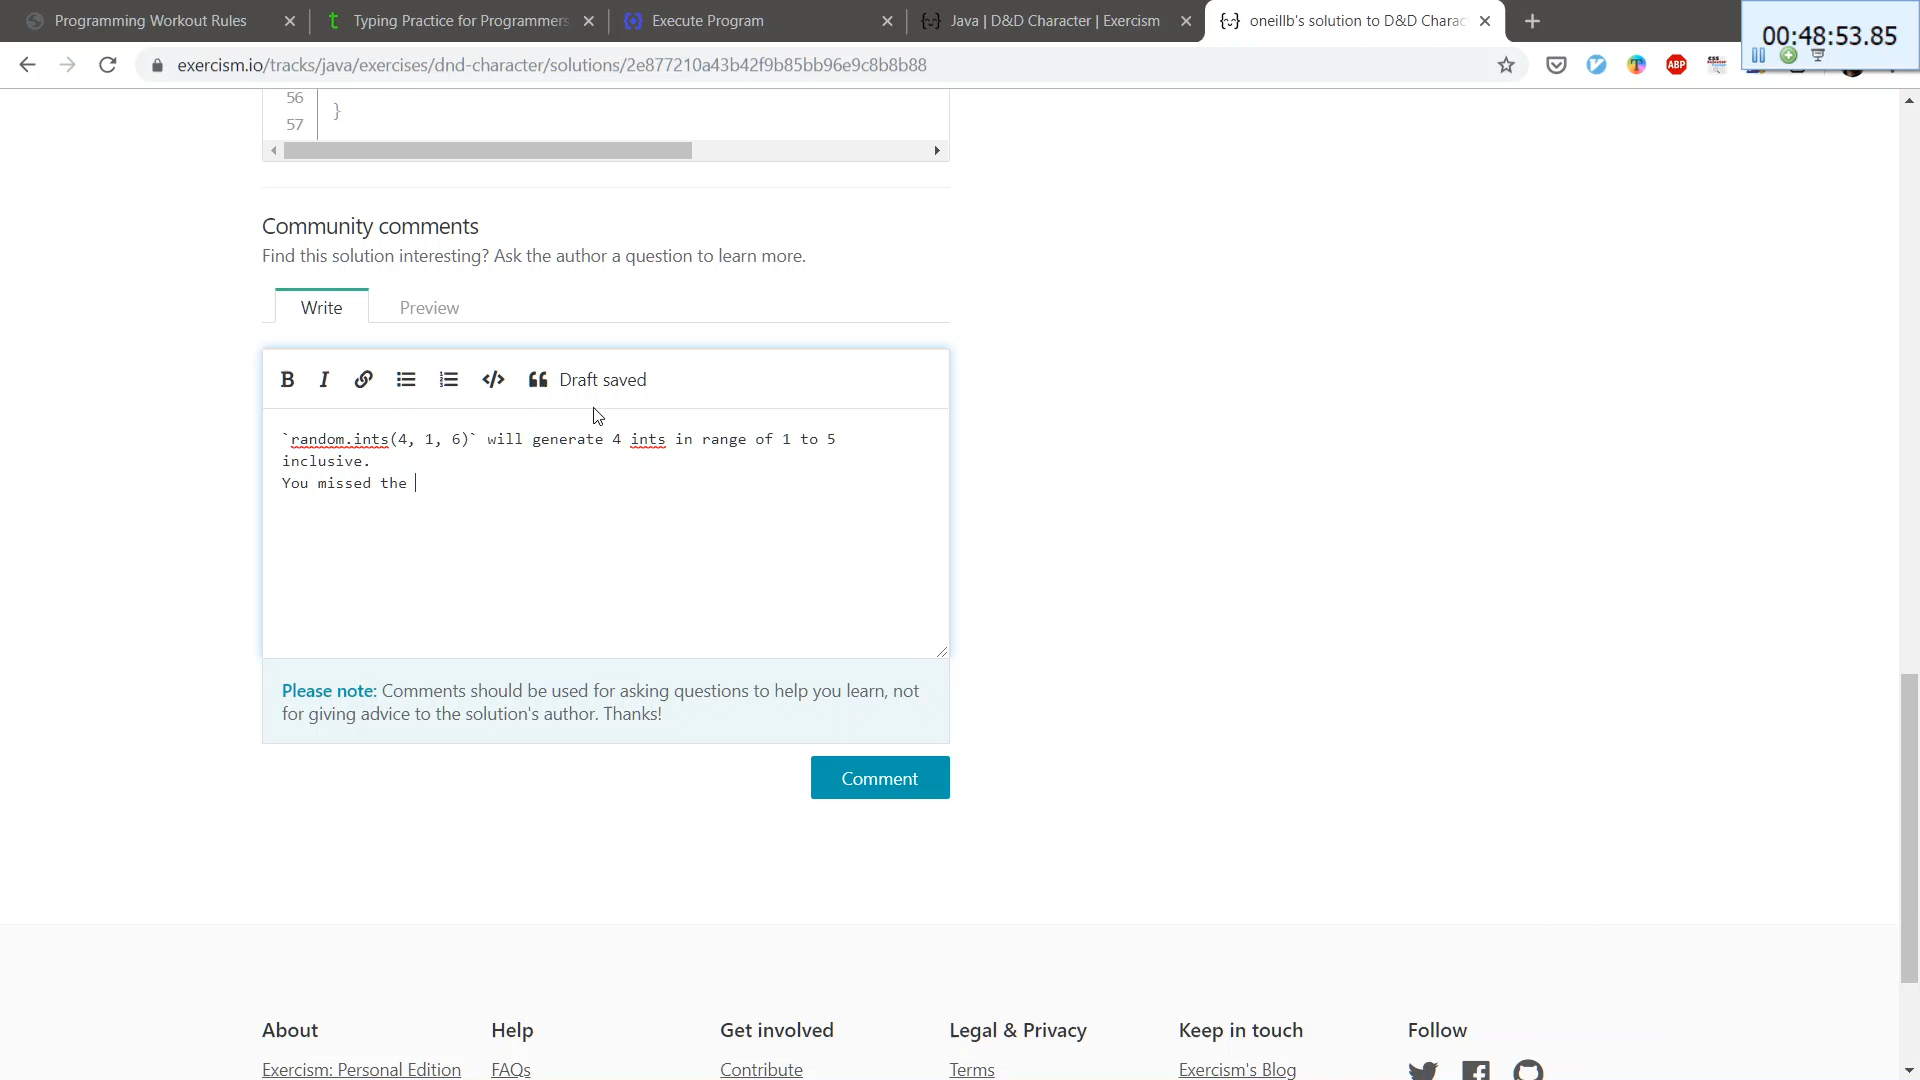 Programming Workout Rules
Typing Practice for Programmers
Execute Program
Java | D&D Character | Exercism
oneillb's solution to D&D Charac
00:48:53.85
exercism.io/tracks/java/exercises/dnd-character/solutions/2e877210a43b42f9b85bb96e9c8b8b88
ABP
56 }
57
Community comments
Find this solution interesting? Ask the author a question to learn more.
Write Preview
B I Draft saved
`random.ints(4, 1, 6)` will generate 4 ints in range of 1 to 5
inclusive.
You missed the
Please note: Comments should be used for asking questions to help you learn, not
for giving advice to the solution's author. Thanks!
Comment
About Help Get involved Legal & Privacy Keep in touch Follow
Exercism: Personal Edition FAQs Contribute Terms Exercism's Blog